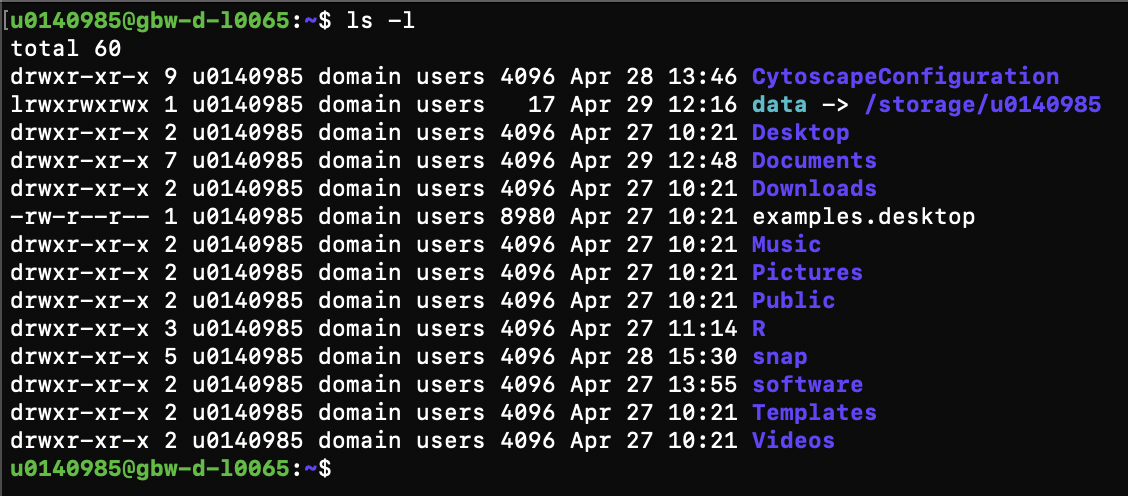 [u0140985@gbw-d-l0065:~$ ls -l
total 60
drwxr-xr-x 9 u0140985 domain users 4096 Apr 28 13:46 CytoscapeConfiguration
lrwxrwxrwx 1 u0140985 domain users   17 Apr 29 12:16 data -> /storage/u0140985
drwxr-xr-x 2 u0140985 domain users 4096 Apr 27 10:21 Desktop
drwxr-xr-x 7 u0140985 domain users 4096 Apr 29 12:48 Documents
drwxr-xr-x 2 u0140985 domain users 4096 Apr 27 10:21 Downloads
-rw-r--r-- 1 u0140985 domain users 8980 Apr 27 10:21 examples.desktop
drwxr-xr-x 2 u0140985 domain users 4096 Apr 27 10:21 Music
drwxr-xr-x 2 u0140985 domain users 4096 Apr 27 10:21 Pictures
drwxr-xr-x 2 u0140985 domain users 4096 Apr 27 10:21 Public
drwxr-xr-x 3 u0140985 domain users 4096 Apr 27 11:14 R
drwxr-xr-x 5 u0140985 domain users 4096 Apr 28 15:30 snap
drwxr-xr-x 2 u0140985 domain users 4096 Apr 27 13:55 software
drwxr-xr-x 2 u0140985 domain users 4096 Apr 27 10:21 Templates
drwxr-xr-x 2 u0140985 domain users 4096 Apr 27 10:21 Videos
u0140985@gbw-d-l0065:~$